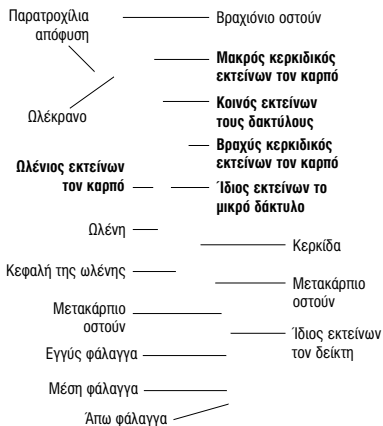 Παρατροχίλια
απόφυση
Βραχιόνιο οστούν
Μακρός κερκιδικός
εκτείνων τον καρπό
Κοινός εκτείνων
τους δακτύλους
Ωλέκρανο
Βραχύς κερκιδικός
εκτείνων τον καρπό
Ωλένιος εκτείνων
τον καρπό
Ίδιος εκτείνων το
μικρό δάκτυλο
Ωλένη
Κερκίδα
Κεφαλή της ωλένης
Μετακάρπιο
οστούν
Μετακάρπιο
οστούν
Ίδιος εκτείνων
τον δείκτη
Εγγύς φάλαγγα
Μέση φάλαγγα
Άπω φάλαγγα